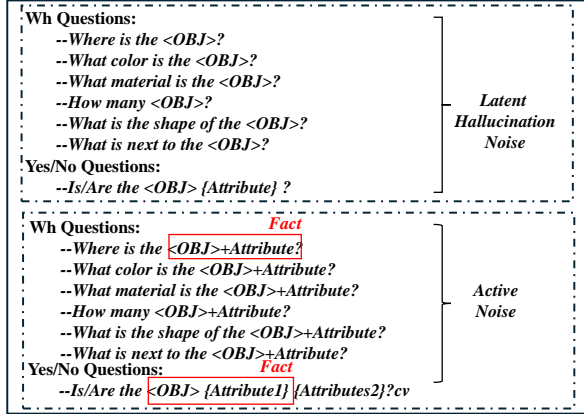 Wh Questions:
--Where is the <OBJ>?
--What color is the <OBJ>?
--What material is the <OBJ>?
--How many <OBJ>?
--What is the shape of the <OBJ>?
--What is next to the <OBJ>?
Yes/No Questions:
--Is/Are the <OBJ> {Attribute} ?
Latent
Hallucination
Noise
Fact
Wh Questions:
--Where is the <OBJ>+Attribute?
--What color is the <OBJ>+Attribute?
--What material is the <OBJ>+Attribute?
--How many <OBJ>+Attribute?
--What is the shape of the <OBJ>+Attribute?
--What is next to the <OBJ>+Attribute?
Yes/No Questions:
Fact
--Is/Are the <OBJ> {Attribute1} {Attributes2}?cv
Active
Noise